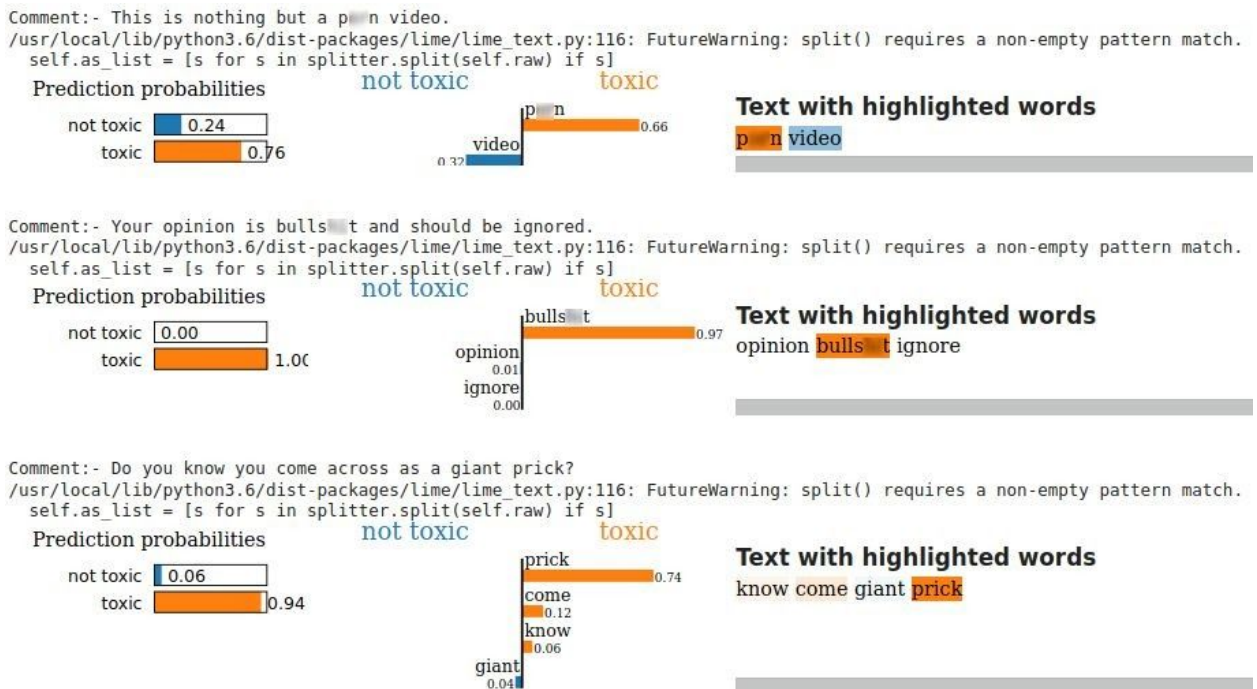 Comment:- This is nothing but a video.
/usr/local/lib/python3.6/dist-packages/lime/lime_text.py:116: FutureWarning: split() requires a non-empty pattern match.
self.as_list = [s for s in splitter.split(self.raw) if s]
not toxic toxic
Prediction probabilities
not toxic 0.24
toxic 0.76
0.66
video
0.32
Text with highlighted words
video
Comment:- Your opinion is and should be ignored.
/usr/local/lib/python3.6/dist-packages/lime/lime_text.py:116: FutureWarning: split() requires a non-empty pattern match.
self.as_list = [s for s in splitter.split(self.raw) if s]
not toxic toxic
Prediction probabilities
not toxic 0.00
toxic 1.00
0.97
opinion
0.01
ignore
0.00
Text with highlighted words
opinion ignore
Comment:- Do you know you come across as a giant prick?
/usr/local/lib/python3.6/dist-packages/lime/lime_text.py:116: FutureWarning: split() requires a non-empty pattern match.
self.as_list = [s for s in splitter.split(self.raw) if s]
not toxic toxic
Prediction probabilities
not toxic 0.06
toxic 0.94
prick
0.74
come
0.12
know
0.06
giant
0.04
Text with highlighted words
know come giant prick